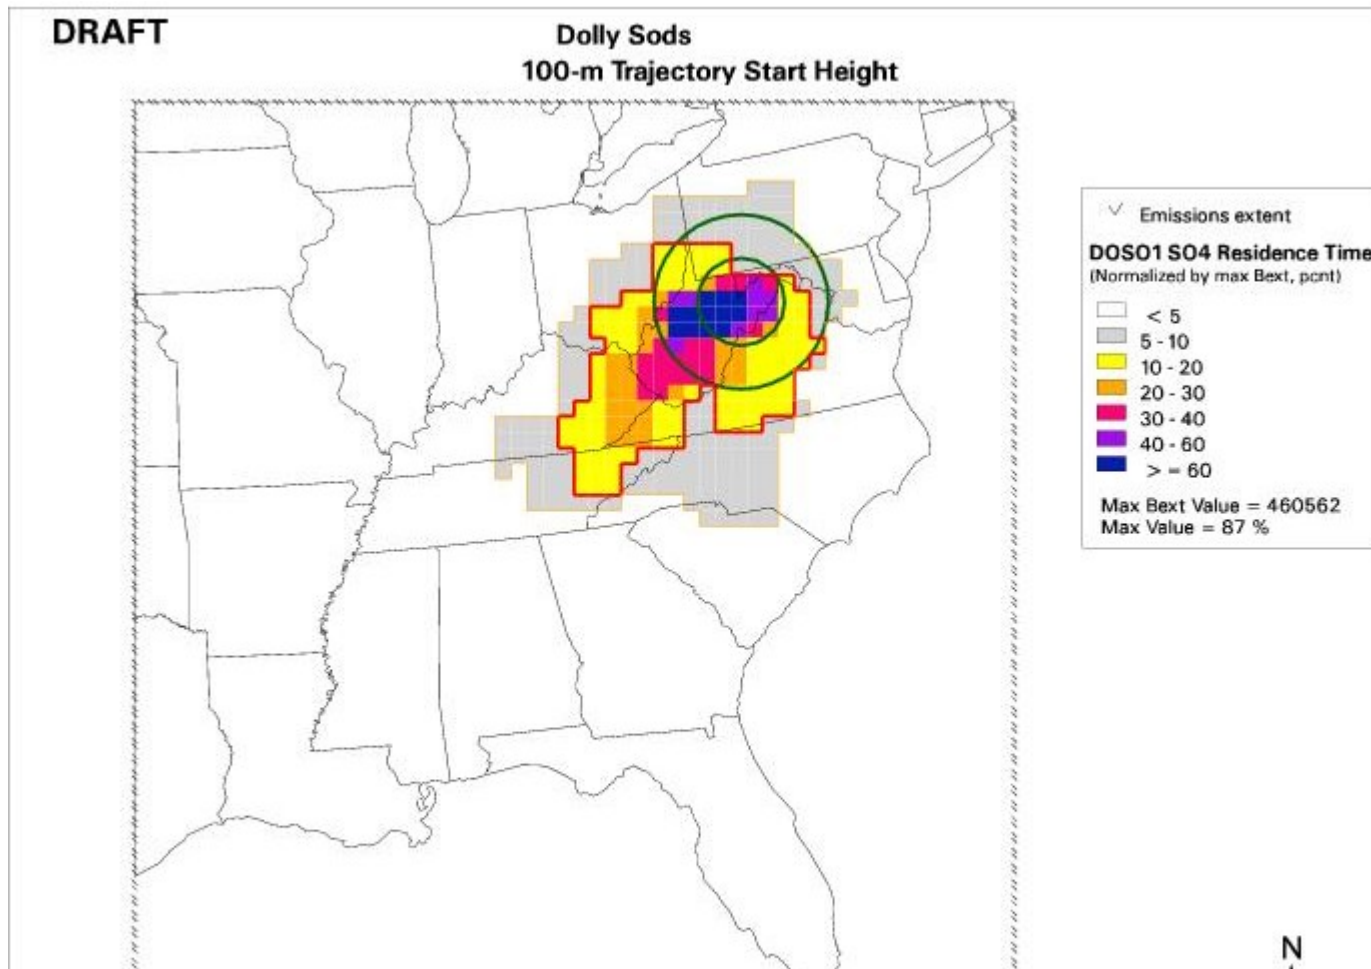 DRAFT
Dolly Sods
100-m Trajectory Start Height
Emissions extent
DOSO1 SO4 Residence Time
(Normalized by max Bext, pcnt)
< 5
5 - 10
10 - 20
20 - 30
30 - 40
40 - 60
> = 60
Max Bext Value = 460562
Max Value = 87 %
N